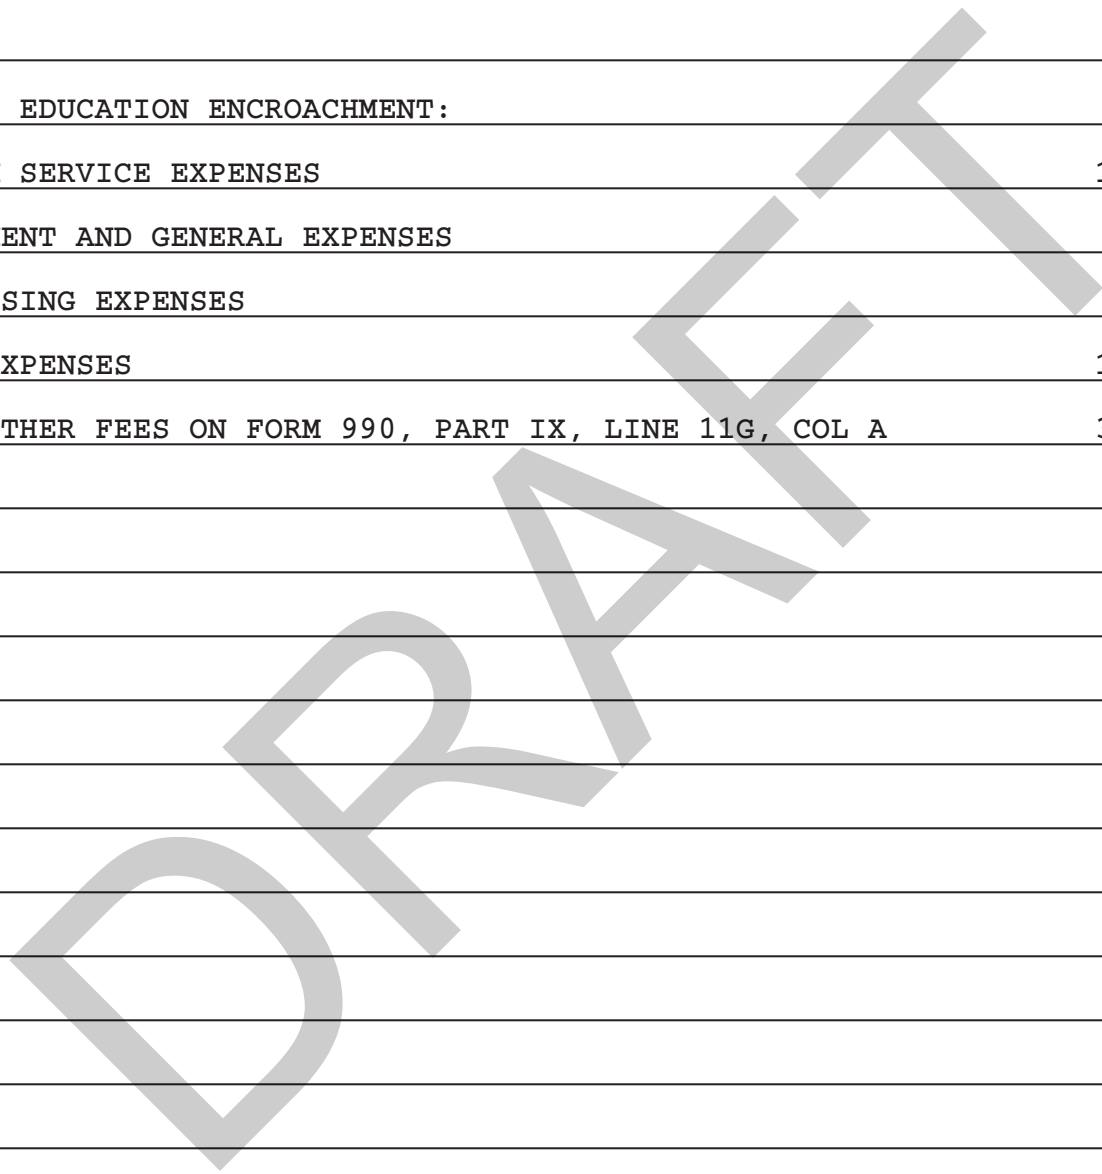 EDUCATION ENCROACHMENT:
SERVICE EXPENSES
ENT AND GENERAL EXPENSES
SING EXPENSES
XPENSES
THER FEES ON FORM 990, PART IX, LINE 11G, COL A
DRAFT